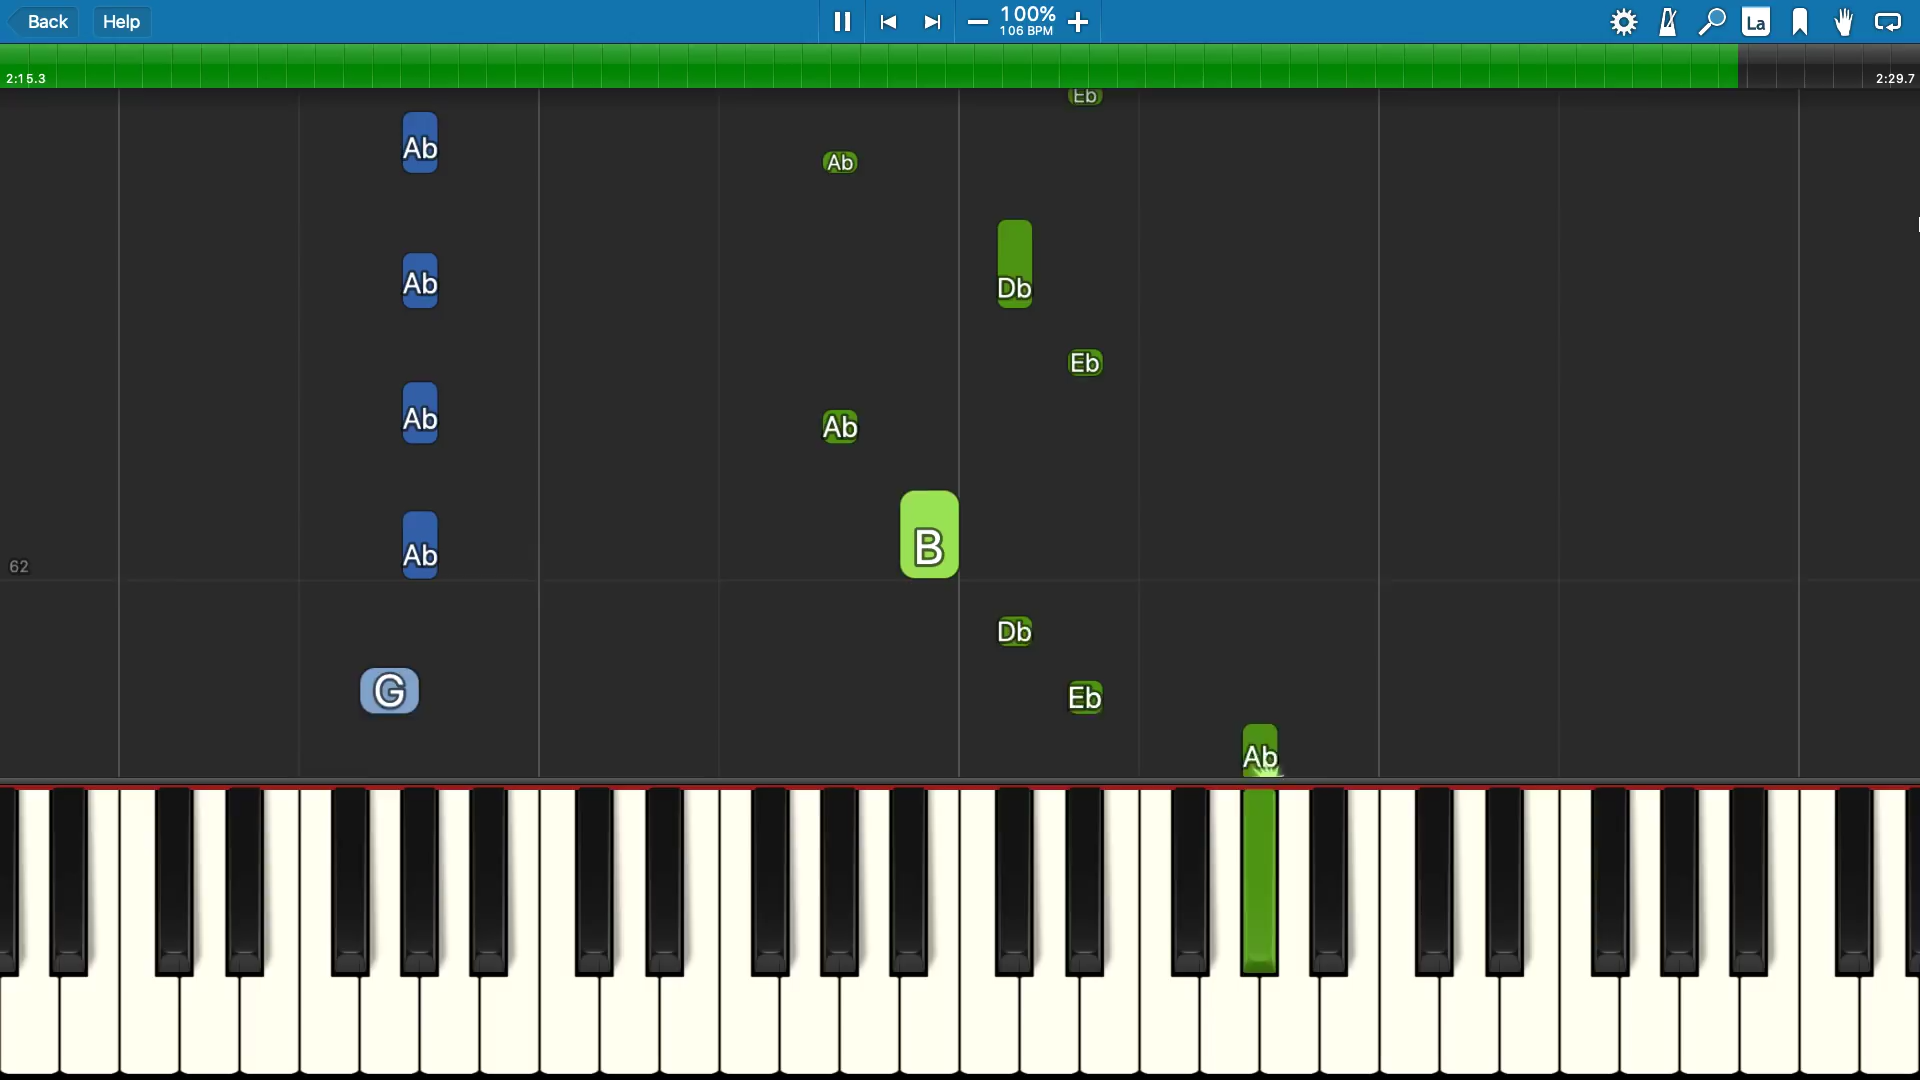 Back Help 100% La
106 BPM
2:15.3 2:29.7
Eb
Ab Ab
Ab Db
Eb
Ab Ab
Ab B
62
Db
G Eb
Ab